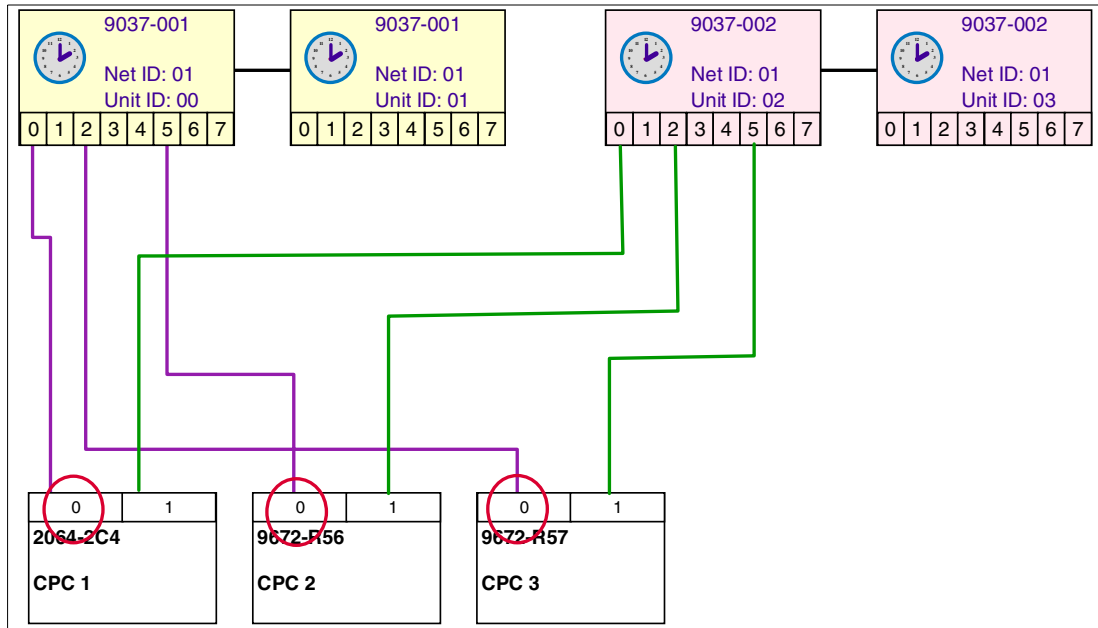 9037-001
Net ID: 01
Unit ID: 00
0 1 2 3 4 5 6 7
9037-001
Net ID: 01
Unit ID: 01
0 1 2 3 4 5 6 7
9037-002
Net ID: 01
Unit ID: 02
0 1 2 3 4 5 6 7
9037-002
Net ID: 01
Unit ID: 03
0 1 2 3 4 5 6 7
0 1
2064-2C4
CPC 1
0 1
9672-R56
CPC 2
0 1
9672-R57
CPC 3